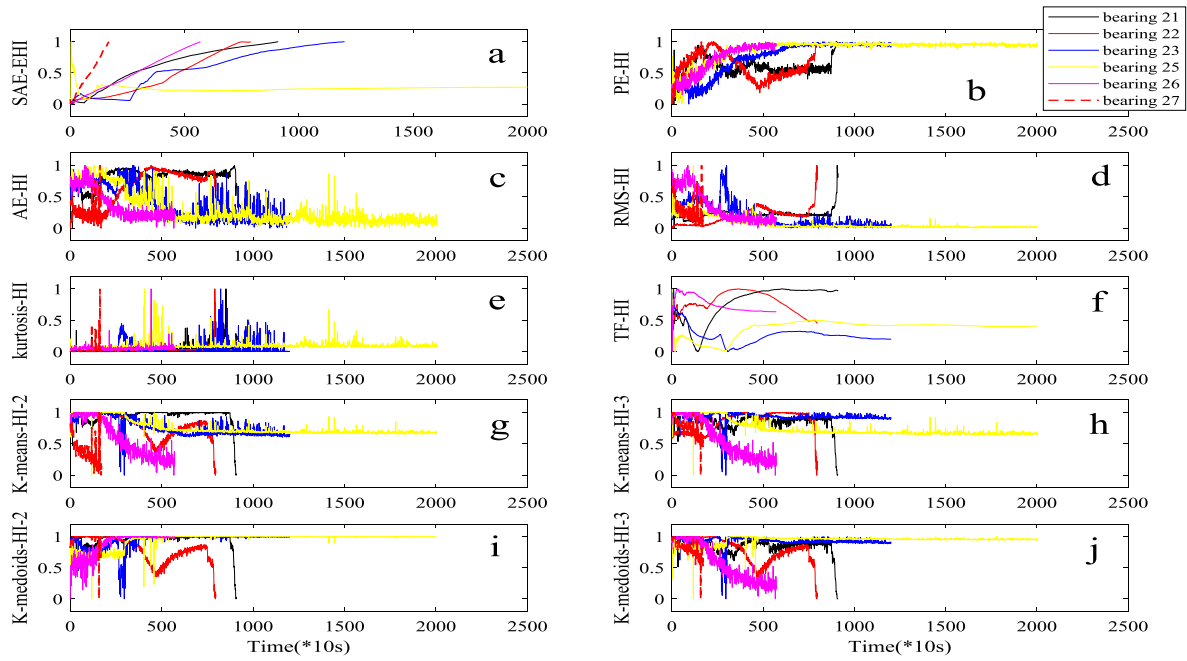 bearing 21
bearing 22
bearing 23
bearing 25
bearing 26
bearing 27
SAE-EHI
1
0.5
0
a
0 500 1000 1500 2000
PE-HI
1
0.5
0
b
0 500 1000 1500 2000 2500
AE-HI
1
0.5
0
c
0 500 1000 1500 2000 2500
RMS-HI
1
0.5
0
d
0 500 1000 1500 2000 2500
kurtosis-HI
1
0.5
0
e
0 500 1000 1500 2000 2500
TF-HI
1
0.5
0
f
0 500 1000 1500 2000 2500
K-means-HI-2
1
0.5
0
g
0 500 1000 1500 2000 2500
K-means-HI-3
1
0.5
0
h
0 500 1000 1500 2000 2500
K-medoids-HI-2
1
0.5
0
i
0 500 1000 1500 2000 2500
Time(*10s)
K-medoids-HI-3
1
0.5
0
j
0 500 1000 1500 2000 2500
Time(*10s)